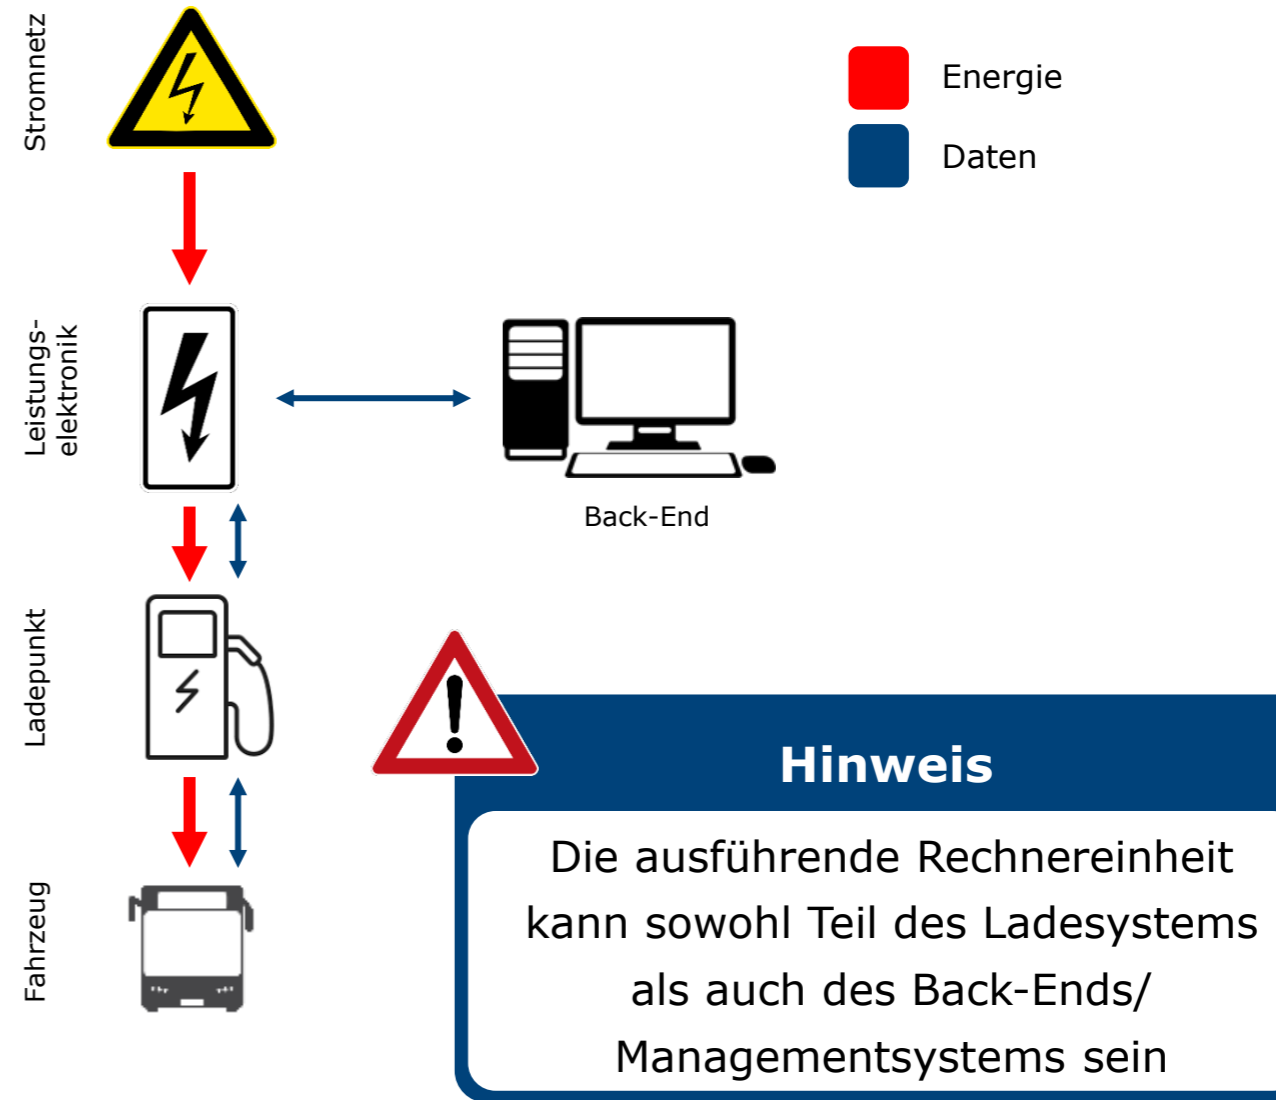 Stromnetz
Energie
Daten
Leistungs-
elektronik
Back-End
Ladepunkt
Fahrzeug
Hinweis
Die ausführende Rechnereinheit
kann sowohl Teil des Ladesystems
als auch des Back-Ends/
Managementsystems sein